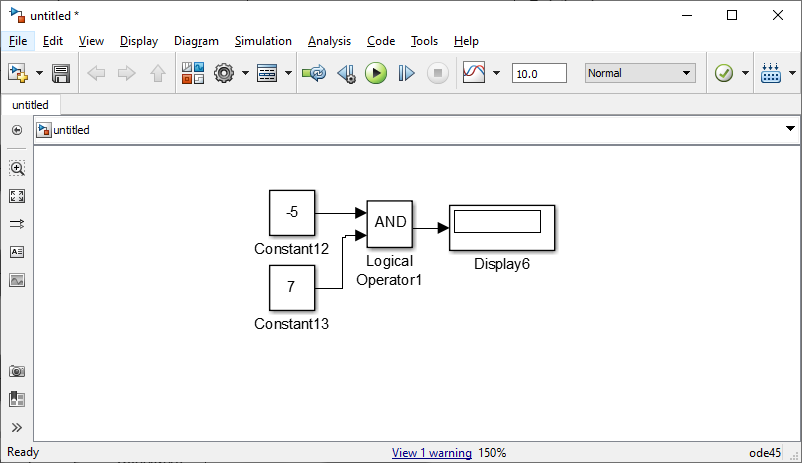 untitled *
File Edit View Display Diagram Simulation Analysis Code Tools Help
10.0 Normal
untitled
untitled
-5
Constant12
AND
Logical
Operator1
Display6
7
Constant13
Ready View 1 warning 150% ode45